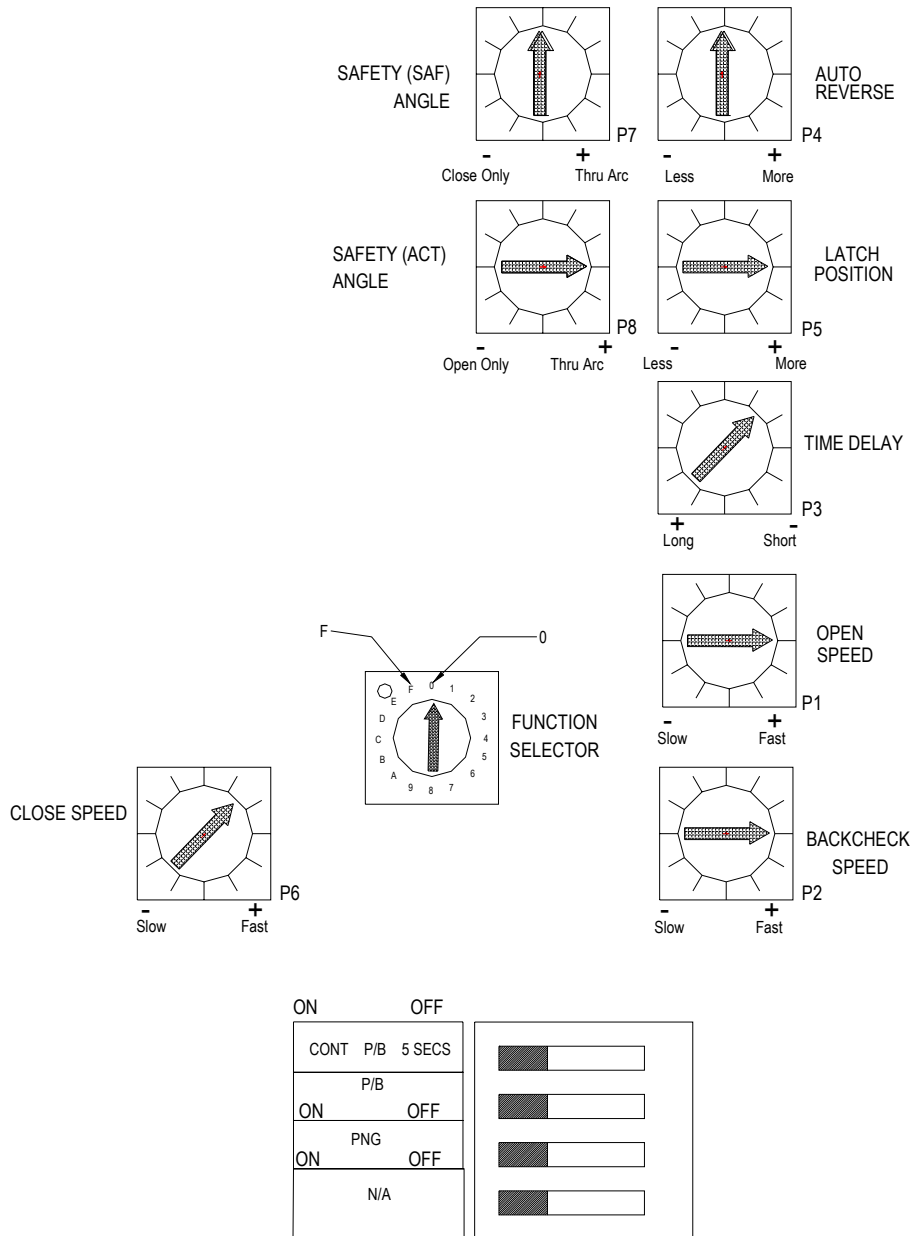 SAFETY (SAF)
ANGLE
P7
- +
Close Only Thru Arc
AUTO
REVERSE
P4
- +
Less More
SAFETY (ACT)
ANGLE
P8
- +
Open Only Thru Arc
LATCH
POSITION
P5
- +
Less More
TIME DELAY
P3
+ -
Long Short
F 0
F 0 1 2 3 4 5 6 7 8 9 A B C D E
FUNCTION
SELECTOR
OPEN
SPEED
P1
- +
Slow Fast
CLOSE SPEED
P6
- +
Slow Fast
BACKCHECK
SPEED
P2
- +
Slow Fast
ON OFF
CONT P/B 5 SECS
P/B
ON OFF
PNG
ON OFF
N/A